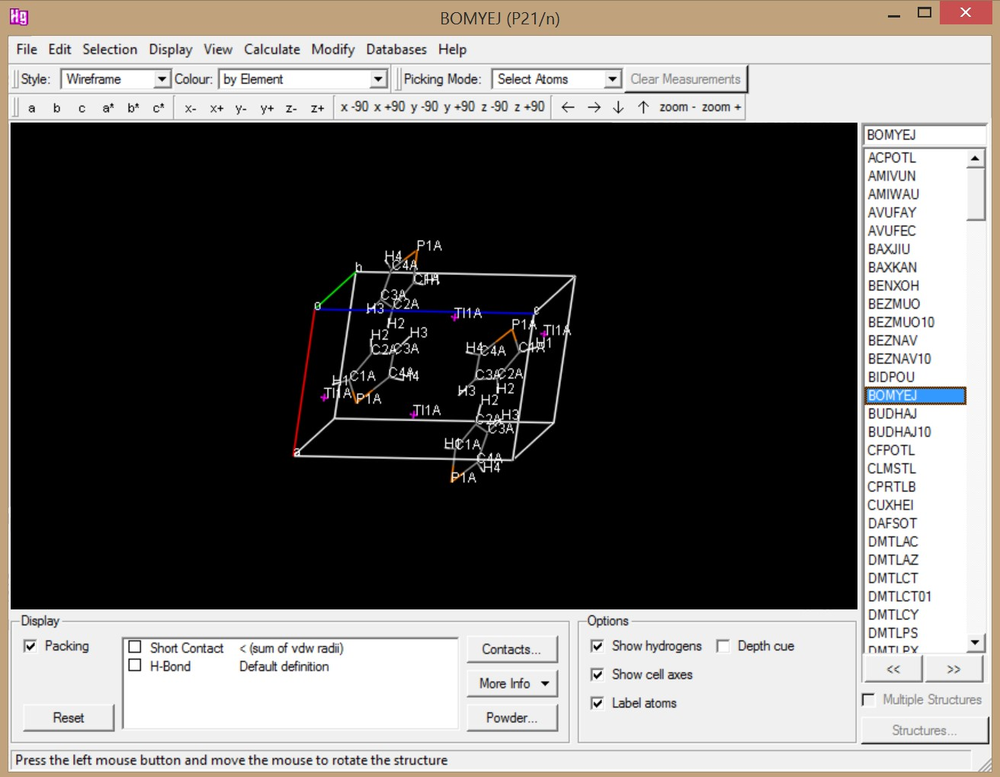 Hg BOMYEJ (P21/n)
File Edit Selection Display View Calculate Modify Databases Help
Style: Wireframe Colour: by Element Picking Mode: Select Atoms Clear Measurements
a b c a* b* c* x- x+ y- y+ z- z+ x -90 x +90 y -90 y +90 z -90 z +90 ← → ↓ ↑ zoom - zoom +
P1A
H4
C4A
b
C3A
H3 C2A
o
c
Tl1A
H2
P1A
Tl1A
H2 H3
C2A C3A
H4 C4A C1A H1
H1 C1A C4A H4
C3A C2A
H3 H2
Tl1A P1A
H2
Tl1A
C2A H3
C3A
C1A
a
C4A
H4
P1A
BOMYEJ
ACPOTL
AMIVUN
AMIWAU
AVUFAY
AVUFEC
BAXJIU
BAXKAN
BENXOH
BEZMUO
BEZMUO10
BEZNAV
BEZNAV10
BIDPOU
BOMYEJ
BUDHAJ
BUDHAJ10
CFPOTL
CLMSTL
CPRTLB
CUXHEI
DAFSOT
DMTLAC
DMTLAZ
DMTLCT
DMTLCT01
DMTLCY
DMTLPS
DMTLPX
<< >>
Multiple Structures
Structures...
Display
Packing
Short Contact < (sum of vdw radii)
H-Bond Default definition
Contacts...
More Info
Powder...
Reset
Options
Show hydrogens Depth cue
Show cell axes
Label atoms
Press the left mouse button and move the mouse to rotate the structure